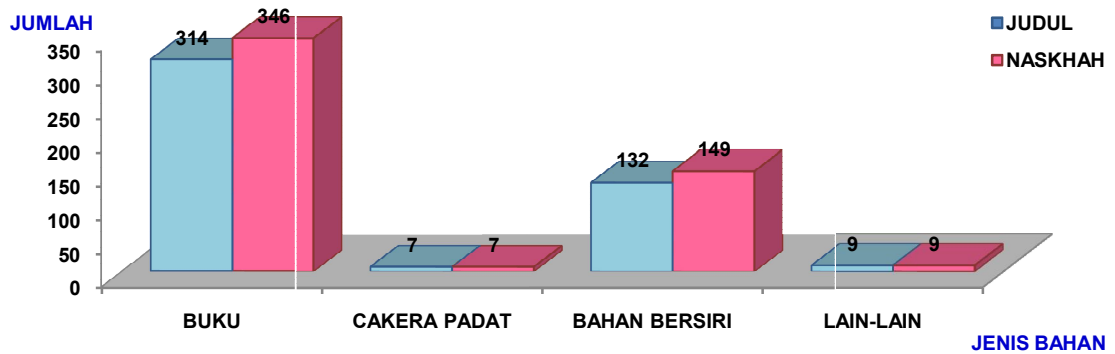 JUMLAH
350
300
250
200
150
100
50
0
314
346
7
7
132
149
9
9
JUDUL
NASKHAH
BUKU
CAKERA PADAT
BAHAN BERSIRI
LAIN-LAIN
JENIS BAHAN